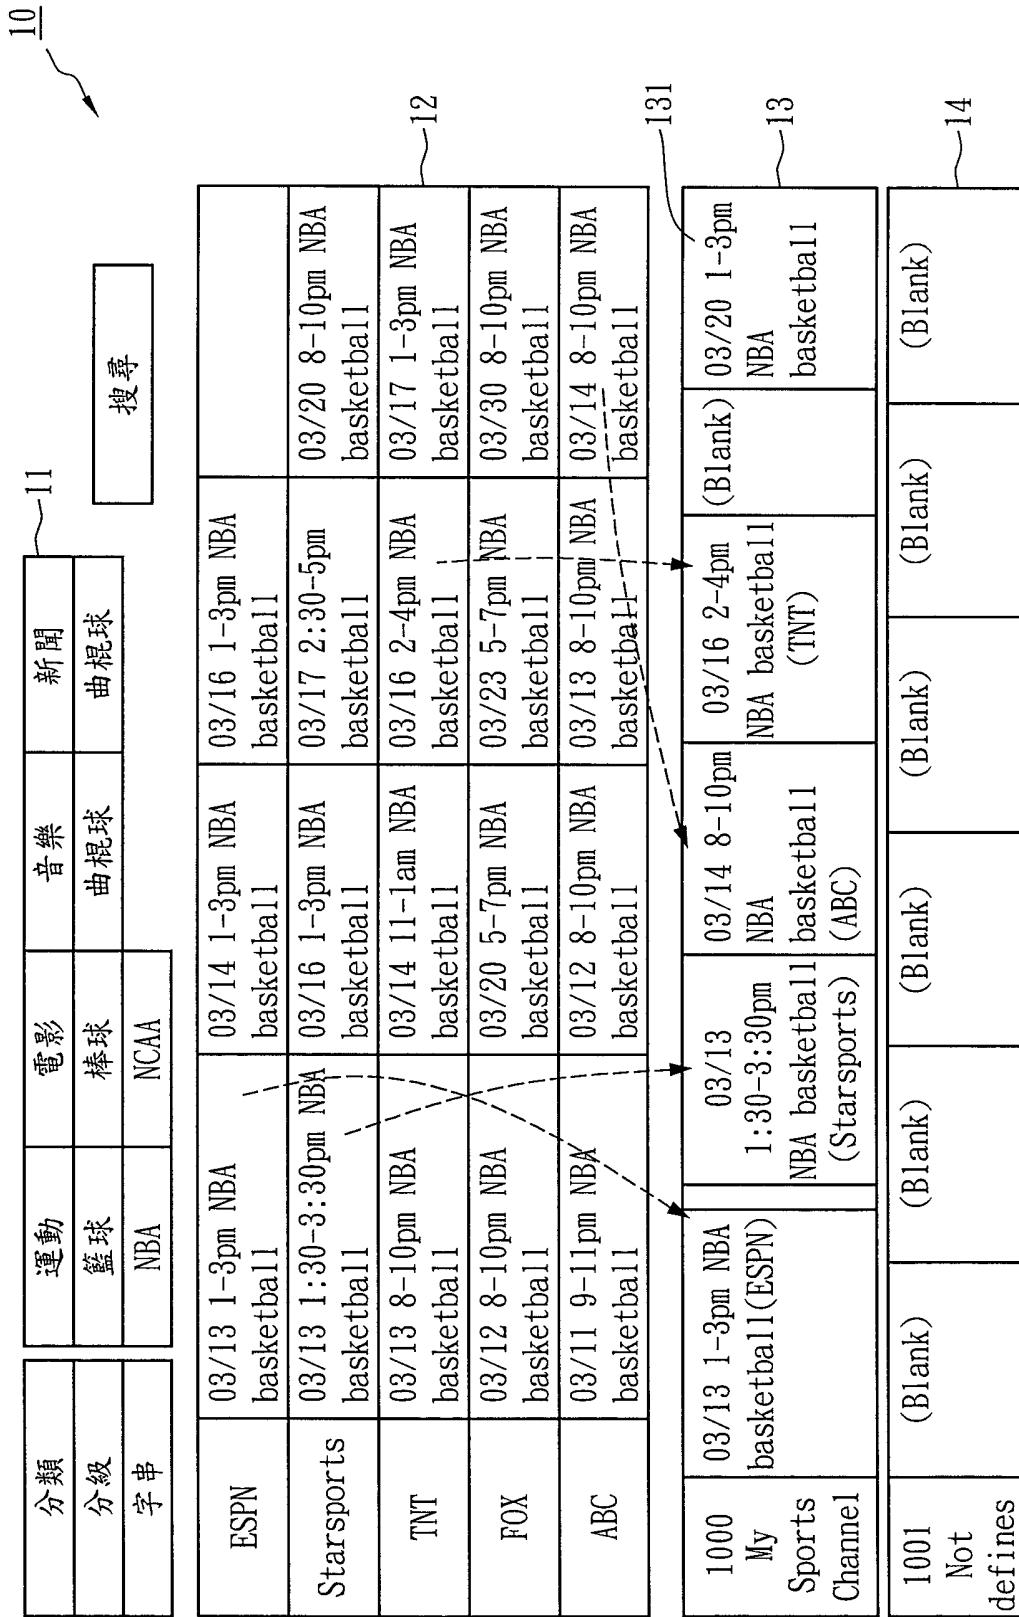 10
分類 運動 電影 音樂 新聞
11
分級 籃球 棒球 曲棍球 曲棍球
字串 NBA NCAA
搜尋
ESPN
03/13 1-3pm NBA
basketball
03/14 1-3pm NBA
basketball
03/16 1-3pm NBA
basketball
Starsports
03/13 1:30-3:30pm NBA
basketball
03/16 1-3pm NBA
basketball
03/17 2:30-5pm
basketball
03/20 8-10pm NBA
basketball
TNT
03/13 8-10pm NBA
basketball
03/14 11-1am NBA
basketball
03/16 2-4pm NBA
basketball
03/17 1-3pm NBA
basketball
12
FOX
03/12 8-10pm NBA
basketball
03/20 5-7pm NBA
basketball
03/23 5-7pm NBA
basketball
03/30 8-10pm NBA
basketball
ABC
03/11 9-11pm NBA
basketball
03/12 8-10pm NBA
basketball
03/13 8-10pm NBA
basketball
03/14 8-10pm NBA
basketball
131
1000
My
Sports
Channel
03/13 1-3pm NBA
basketball(ESPN)
03/13
1:30-3:30pm
NBA basketball
(Starsports)
03/14 8-10pm
NBA
basketball
(ABC)
03/16 2-4pm
NBA basketball
(TNT)
(Blank)
03/20 1-3pm
NBA
basketball
13
1001
Not
defines
(Blank)
(Blank)
(Blank)
(Blank)
(Blank)
(Blank)
14